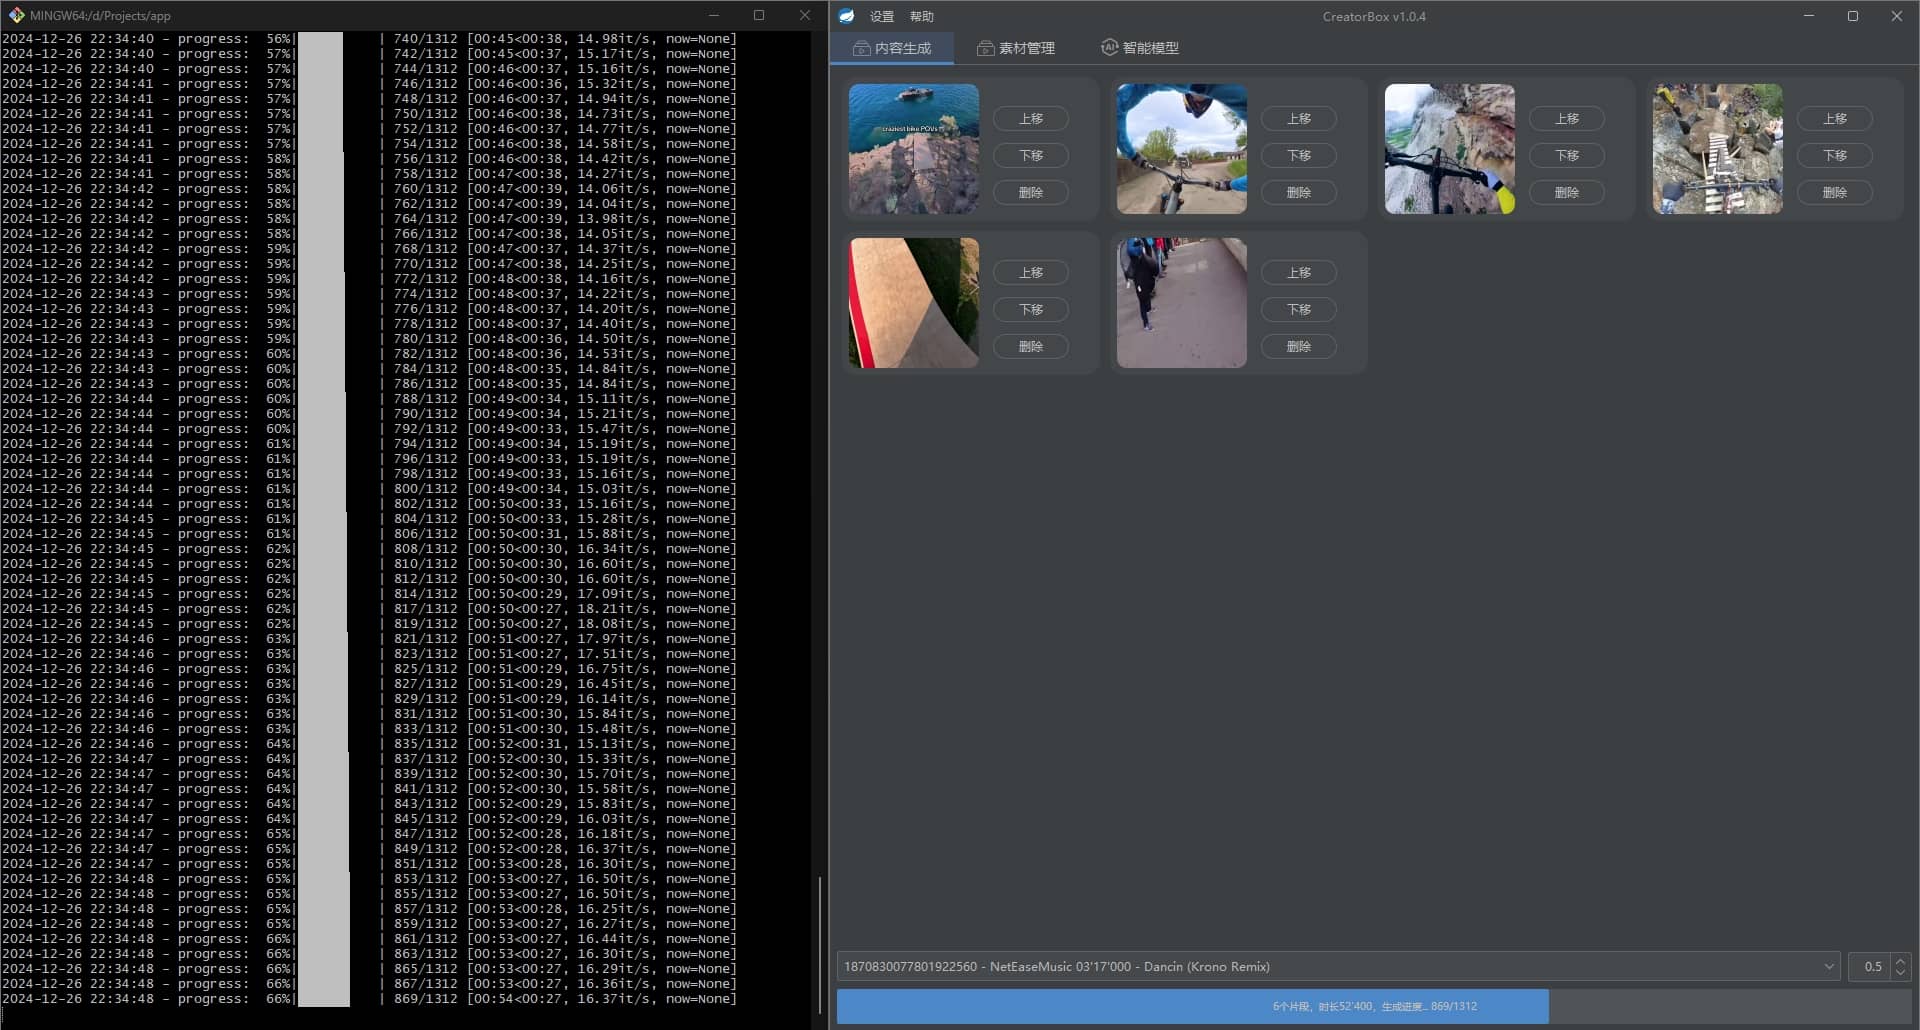 MINGW64:/d/Projects/app
2024-12-26 22:34:40 - progress: 56%| | 740/1312 [00:45<00:38, 14.98it/s, now=None]
2024-12-26 22:34:40 - progress: 57%| | 742/1312 [00:45<00:37, 15.17it/s, now=None]
2024-12-26 22:34:40 - progress: 57%| | 744/1312 [00:46<00:37, 15.16it/s, now=None]
2024-12-26 22:34:41 - progress: 57%| | 746/1312 [00:46<00:36, 15.32it/s, now=None]
2024-12-26 22:34:41 - progress: 57%| | 748/1312 [00:46<00:37, 14.94it/s, now=None]
2024-12-26 22:34:41 - progress: 57%| | 750/1312 [00:46<00:38, 14.73it/s, now=None]
2024-12-26 22:34:41 - progress: 57%| | 752/1312 [00:46<00:37, 14.77it/s, now=None]
2024-12-26 22:34:41 - progress: 57%| | 754/1312 [00:46<00:38, 14.58it/s, now=None]
2024-12-26 22:34:41 - progress: 58%| | 756/1312 [00:46<00:38, 14.42it/s, now=None]
2024-12-26 22:34:41 - progress: 58%| | 758/1312 [00:47<00:38, 14.27it/s, now=None]
2024-12-26 22:34:42 - progress: 58%| | 760/1312 [00:47<00:39, 14.06it/s, now=None]
2024-12-26 22:34:42 - progress: 58%| | 762/1312 [00:47<00:39, 14.04it/s, now=None]
2024-12-26 22:34:42 - progress: 58%| | 764/1312 [00:47<00:39, 13.98it/s, now=None]
2024-12-26 22:34:42 - progress: 58%| | 766/1312 [00:47<00:38, 14.05it/s, now=None]
2024-12-26 22:34:42 - progress: 59%| | 768/1312 [00:47<00:37, 14.37it/s, now=None]
2024-12-26 22:34:42 - progress: 59%| | 770/1312 [00:47<00:38, 14.25it/s, now=None]
2024-12-26 22:34:42 - progress: 59%| | 772/1312 [00:48<00:38, 14.16it/s, now=None]
2024-12-26 22:34:43 - progress: 59%| | 774/1312 [00:48<00:37, 14.22it/s, now=None]
2024-12-26 22:34:43 - progress: 59%| | 776/1312 [00:48<00:37, 14.20it/s, now=None]
2024-12-26 22:34:43 - progress: 59%| | 778/1312 [00:48<00:37, 14.40it/s, now=None]
2024-12-26 22:34:43 - progress: 59%| | 780/1312 [00:48<00:36, 14.50it/s, now=None]
2024-12-26 22:34:43 - progress: 60%| | 782/1312 [00:48<00:36, 14.53it/s, now=None]
2024-12-26 22:34:43 - progress: 60%| | 784/1312 [00:48<00:35, 14.84it/s, now=None]
2024-12-26 22:34:43 - progress: 60%| | 786/1312 [00:48<00:35, 14.84it/s, now=None]
2024-12-26 22:34:44 - progress: 60%| | 788/1312 [00:49<00:34, 15.11it/s, now=None]
2024-12-26 22:34:44 - progress: 60%| | 790/1312 [00:49<00:34, 15.21it/s, now=None]
2024-12-26 22:34:44 - progress: 60%| | 792/1312 [00:49<00:33, 15.47it/s, now=None]
2024-12-26 22:34:44 - progress: 61%| | 794/1312 [00:49<00:34, 15.19it/s, now=None]
2024-12-26 22:34:44 - progress: 61%| | 796/1312 [00:49<00:33, 15.19it/s, now=None]
2024-12-26 22:34:44 - progress: 61%| | 798/1312 [00:49<00:33, 15.16it/s, now=None]
2024-12-26 22:34:44 - progress: 61%| | 800/1312 [00:49<00:34, 15.03it/s, now=None]
2024-12-26 22:34:44 - progress: 61%| | 802/1312 [00:50<00:33, 15.16it/s, now=None]
2024-12-26 22:34:45 - progress: 61%| | 804/1312 [00:50<00:33, 15.28it/s, now=None]
2024-12-26 22:34:45 - progress: 61%| | 806/1312 [00:50<00:31, 15.88it/s, now=None]
2024-12-26 22:34:45 - progress: 62%| | 808/1312 [00:50<00:30, 16.34it/s, now=None]
2024-12-26 22:34:45 - progress: 62%| | 810/1312 [00:50<00:30, 16.60it/s, now=None]
2024-12-26 22:34:45 - progress: 62%| | 812/1312 [00:50<00:30, 16.60it/s, now=None]
2024-12-26 22:34:45 - progress: 62%| | 814/1312 [00:50<00:29, 17.09it/s, now=None]
2024-12-26 22:34:45 - progress: 62%| | 817/1312 [00:50<00:27, 18.21it/s, now=None]
2024-12-26 22:34:45 - progress: 62%| | 819/1312 [00:50<00:27, 18.08it/s, now=None]
2024-12-26 22:34:46 - progress: 63%| | 821/1312 [00:51<00:27, 17.97it/s, now=None]
2024-12-26 22:34:46 - progress: 63%| | 823/1312 [00:51<00:27, 17.51it/s, now=None]
2024-12-26 22:34:46 - progress: 63%| | 825/1312 [00:51<00:29, 16.75it/s, now=None]
2024-12-26 22:34:46 - progress: 63%| | 827/1312 [00:51<00:29, 16.45it/s, now=None]
2024-12-26 22:34:46 - progress: 63%| | 829/1312 [00:51<00:29, 16.14it/s, now=None]
2024-12-26 22:34:46 - progress: 63%| | 831/1312 [00:51<00:30, 15.84it/s, now=None]
2024-12-26 22:34:46 - progress: 63%| | 833/1312 [00:51<00:30, 15.48it/s, now=None]
2024-12-26 22:34:46 - progress: 64%| | 835/1312 [00:52<00:31, 15.13it/s, now=None]
2024-12-26 22:34:47 - progress: 64%| | 837/1312 [00:52<00:30, 15.33it/s, now=None]
2024-12-26 22:34:47 - progress: 64%| | 839/1312 [00:52<00:30, 15.70it/s, now=None]
2024-12-26 22:34:47 - progress: 64%| | 841/1312 [00:52<00:30, 15.58it/s, now=None]
2024-12-26 22:34:47 - progress: 64%| | 843/1312 [00:52<00:29, 15.83it/s, now=None]
2024-12-26 22:34:47 - progress: 64%| | 845/1312 [00:52<00:29, 16.03it/s, now=None]
2024-12-26 22:34:47 - progress: 65%| | 847/1312 [00:52<00:28, 16.18it/s, now=None]
2024-12-26 22:34:47 - progress: 65%| | 849/1312 [00:52<00:28, 16.37it/s, now=None]
2024-12-26 22:34:47 - progress: 65%| | 851/1312 [00:53<00:28, 16.30it/s, now=None]
2024-12-26 22:34:48 - progress: 65%| | 853/1312 [00:53<00:27, 16.50it/s, now=None]
2024-12-26 22:34:48 - progress: 65%| | 855/1312 [00:53<00:27, 16.50it/s, now=None]
2024-12-26 22:34:48 - progress: 65%| | 857/1312 [00:53<00:28, 16.25it/s, now=None]
2024-12-26 22:34:48 - progress: 65%| | 859/1312 [00:53<00:27, 16.27it/s, now=None]
2024-12-26 22:34:48 - progress: 66%| | 861/1312 [00:53<00:27, 16.44it/s, now=None]
2024-12-26 22:34:48 - progress: 66%| | 863/1312 [00:53<00:27, 16.30it/s, now=None]
2024-12-26 22:34:48 - progress: 66%| | 865/1312 [00:53<00:27, 16.29it/s, now=None]
2024-12-26 22:34:48 - progress: 66%| | 867/1312 [00:53<00:27, 16.36it/s, now=None]
2024-12-26 22:34:48 - progress: 66%| | 869/1312 [00:54<00:27, 16.37it/s, now=None]
设置 帮助 CreatorBox v1.0.4
内容生成 素材管理 AI 智能模型
craziest bike POVs
上移 上移 上移 上移
下移 下移 下移 下移
删除 删除 删除 删除
上移 上移
下移 下移
删除 删除
1870830077801922560 - NetEaseMusic 03'17'000 - Dancin (Krono Remix) 0.5
6个片段，时长52'400，生成进度... 869/1312